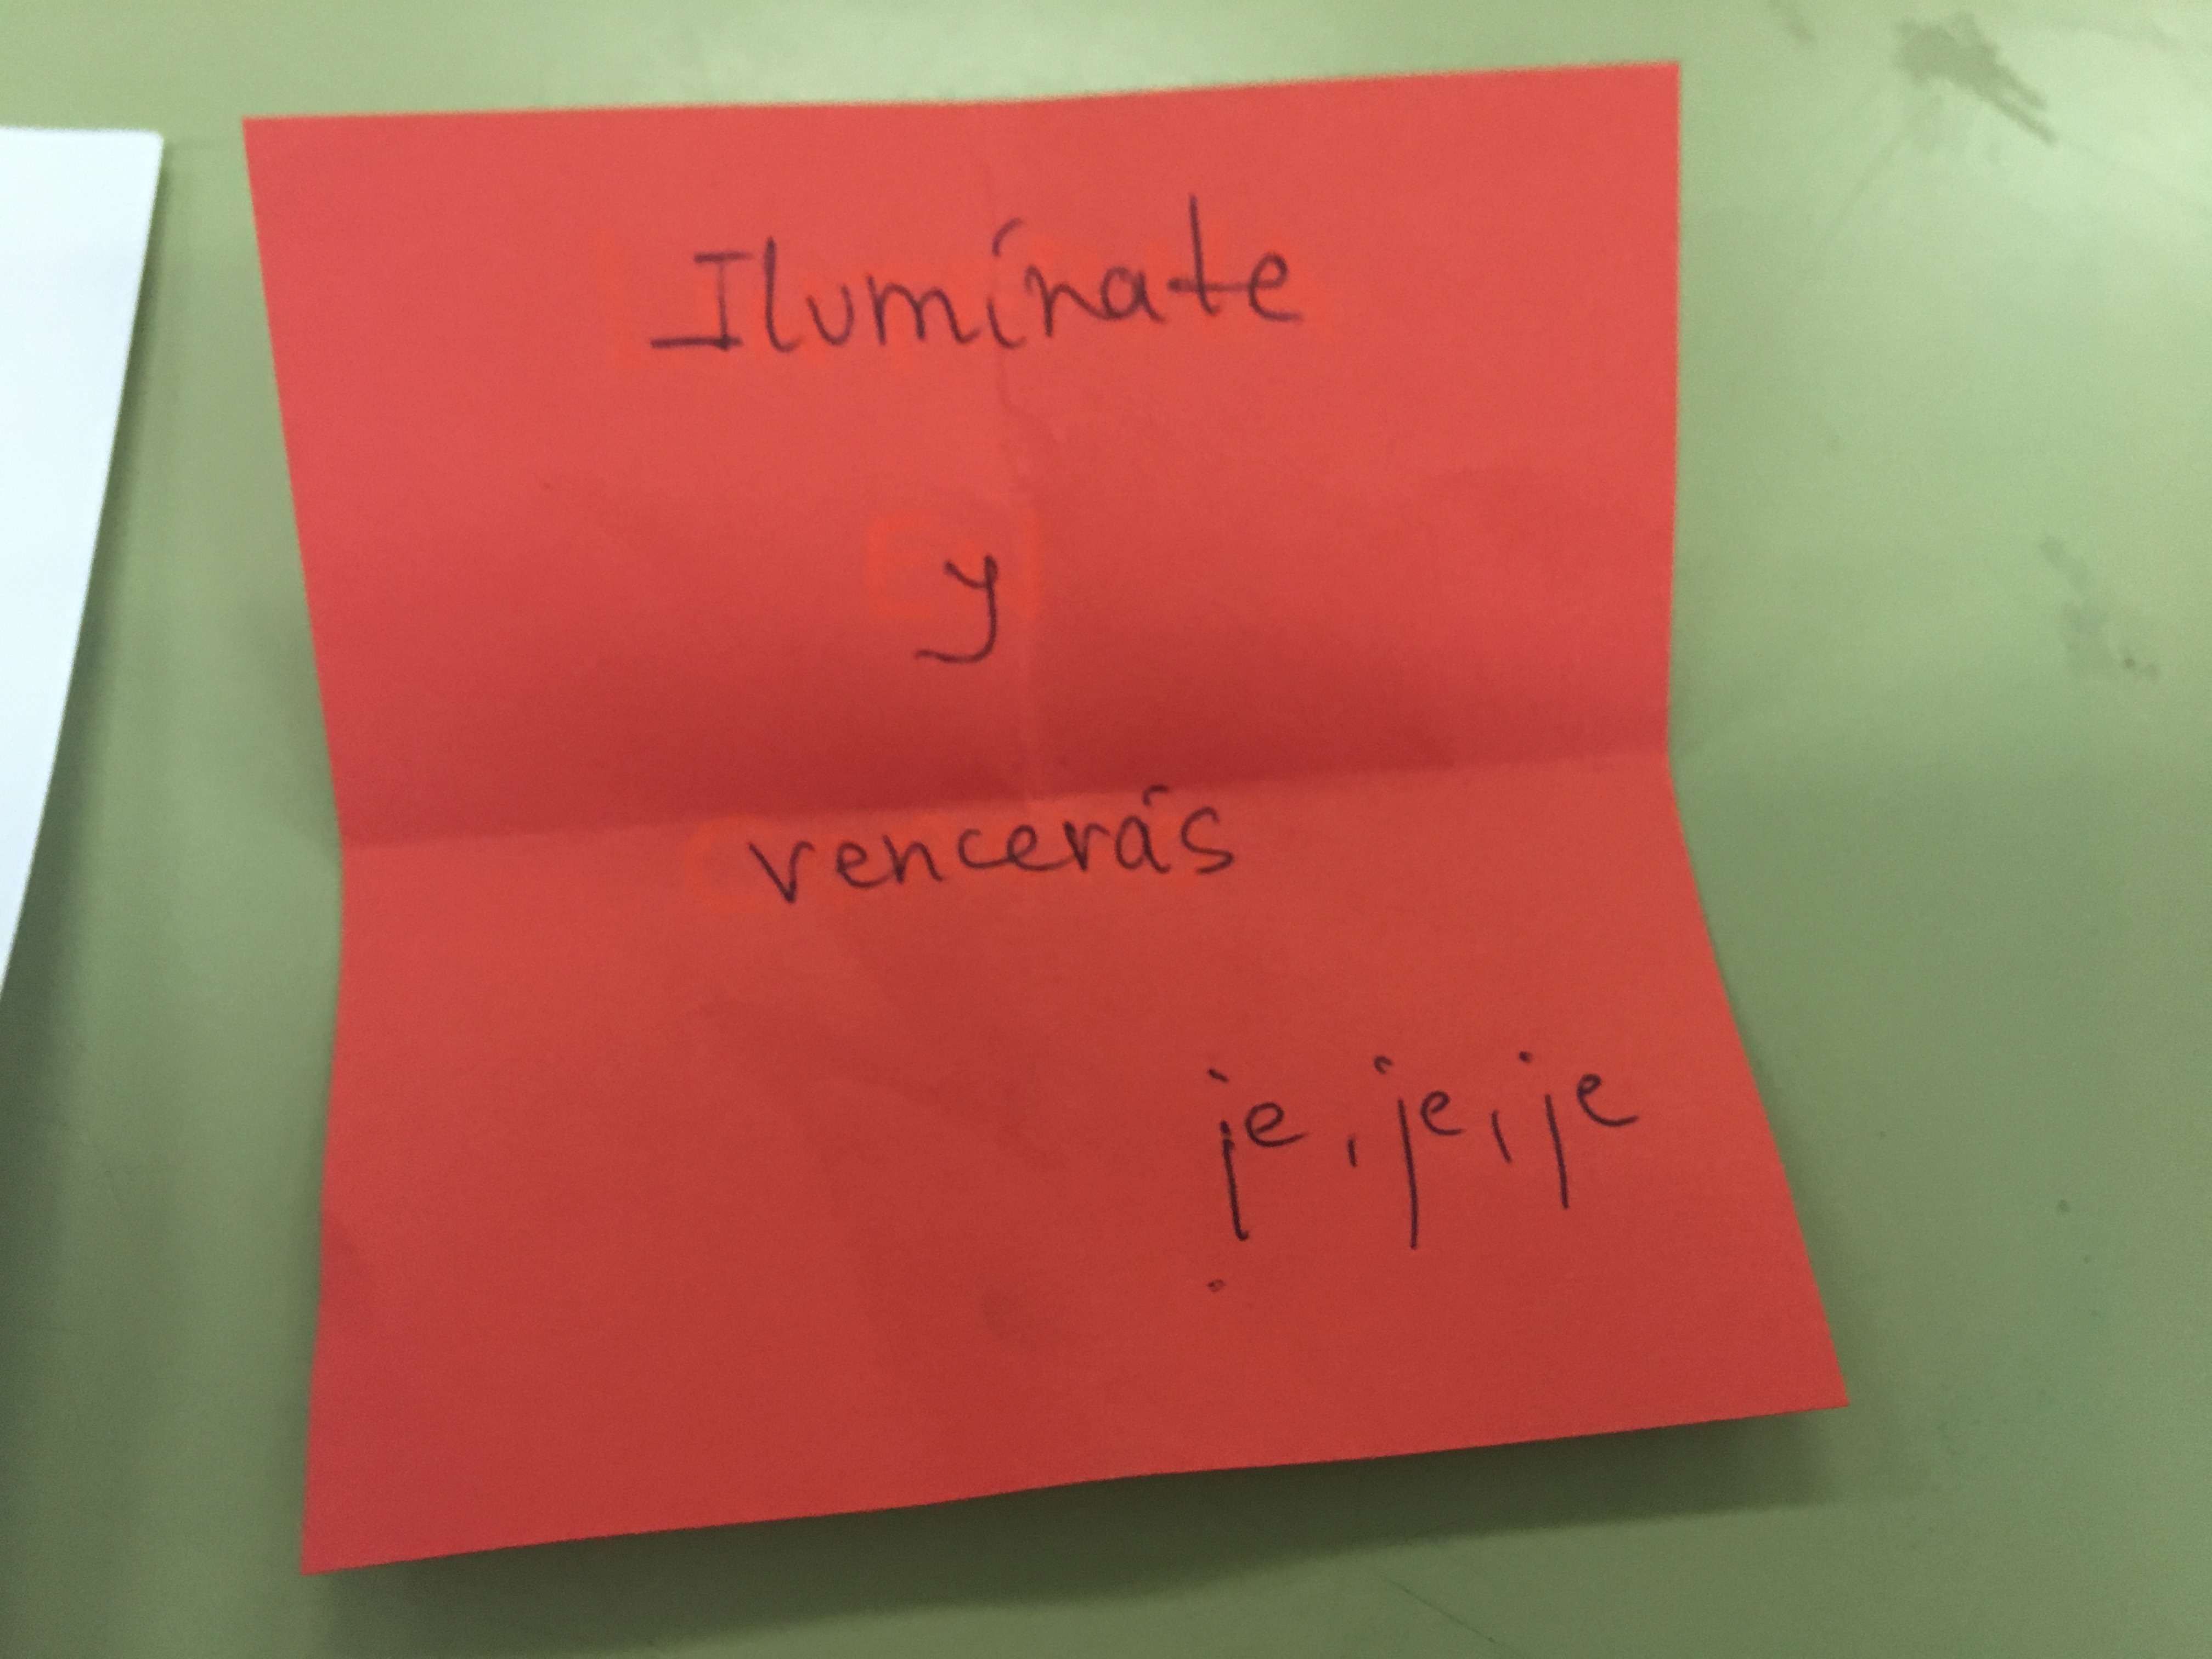 Ilumínate
y
vencerás
je, je, je